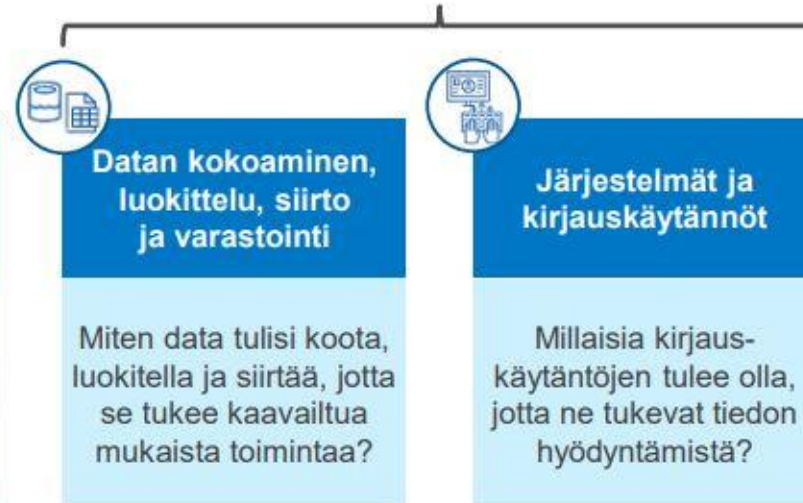 Datan kokoaminen,
luokittelu, siirto
ja varastointi
Miten data tulisi koota,
luokitella ja siirtää, jotta
se tukee kaavailtua
mukaista toimintaa?
Järjestelmät ja
kirjauskäytännöt
Millaisia kirjaus-
käytäntöjen tulee olla,
jotta ne tukevat tiedon
hyödyntämistä?